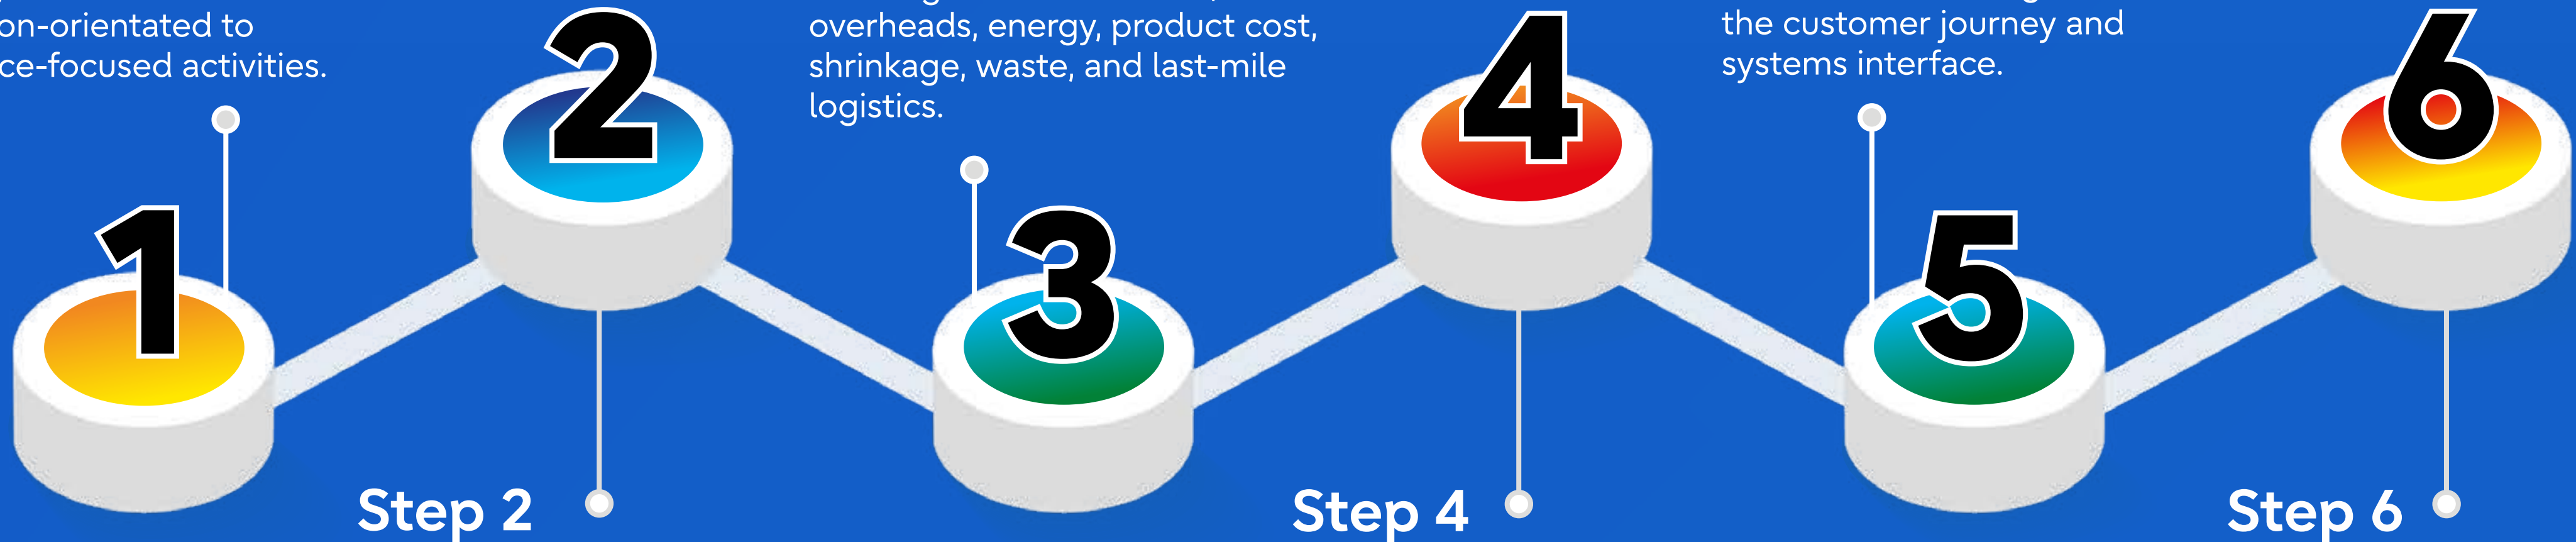 on-orientated to
ce-focused activities.
overheads, energy, product cost,
shrinkage, waste, and last-mile
logistics.
the customer journey and
systems interface.
1
2
3
4
5
6
Step 2
Step 4
Step 6